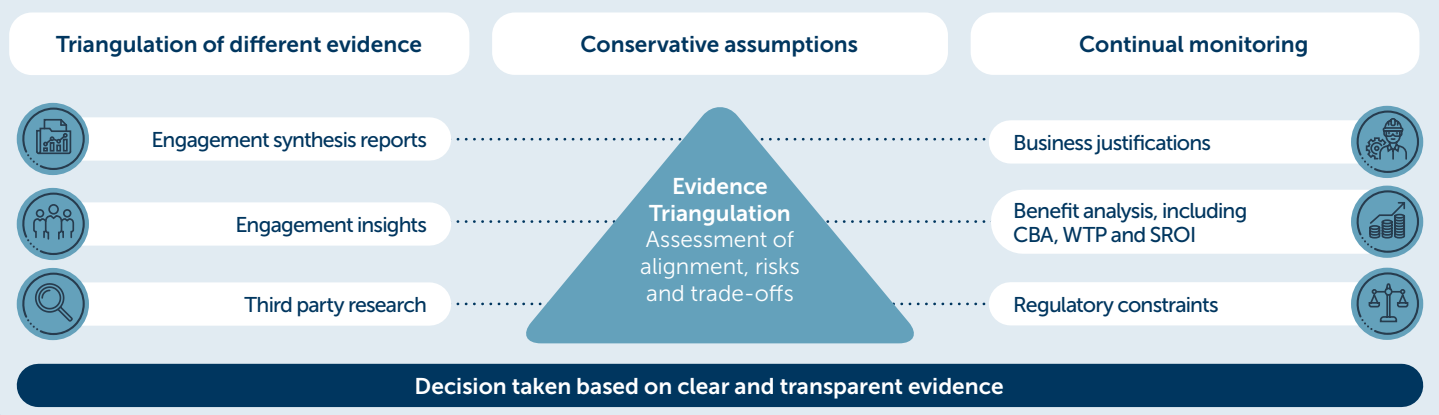 Triangulation of different evidence
Conservative assumptions
Continual monitoring
Engagement synthesis reports
Engagement insights
Third party research
Evidence
Triangulation
Assessment of
alignment, risks
and trade-offs
Business justifications
Benefit analysis, including
CBA, WTP and SROI
Regulatory constraints
Decision taken based on clear and transparent evidence